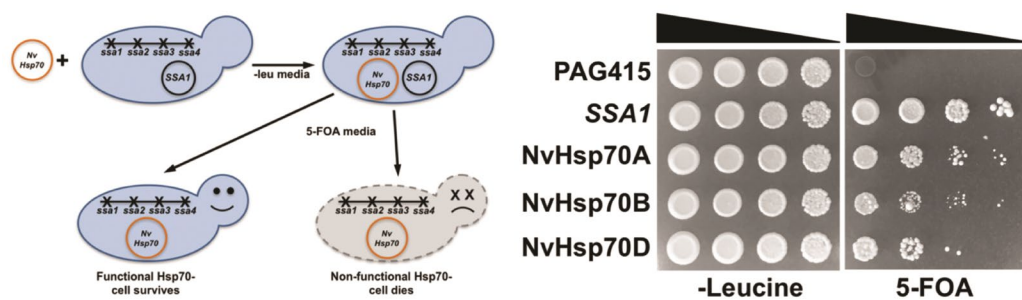 Nv
Hsp70
+
ssa1 ssa2 ssa3 ssa4
SSA1
-leu media
ssa1 ssa2 ssa3 ssa4
Nv
Hsp70
SSA1
5-FOA media
ssa1 ssa2 ssa3 ssa4
Nv
Hsp70
Functional Hsp70-
cell survives
X X
ssa1 ssa2 ssa3 ssa4
Nv
Hsp70
Non-functional Hsp70-
cell dies
PAG415
SSA1
NvHsp70A
NvHsp70B
NvHsp70D
-Leucine
5-FOA